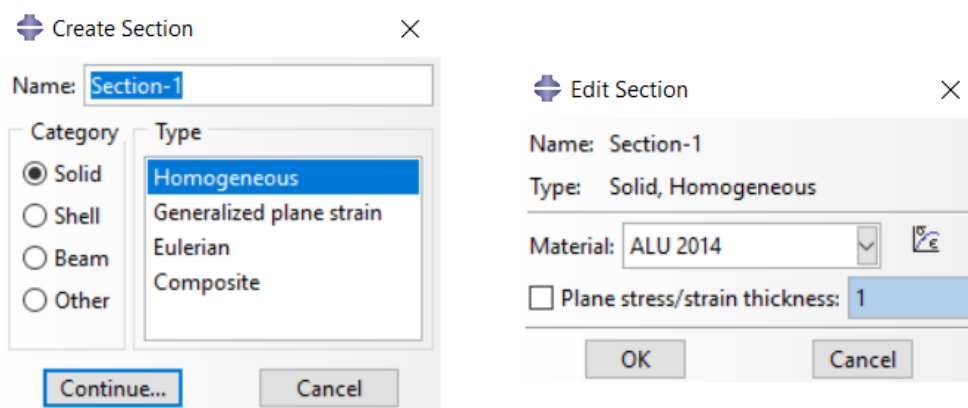 Create Section
Name: Section-1
Category
Type
Solid
Shell
Beam
Other
Homogeneous
Generalized plane strain
Eulerian
Composite
Continue...
Cancel
Edit Section
Name: Section-1
Type: Solid, Homogeneous
Material: ALU 2014
σ
ε
Plane stress/strain thickness: 1
OK
Cancel